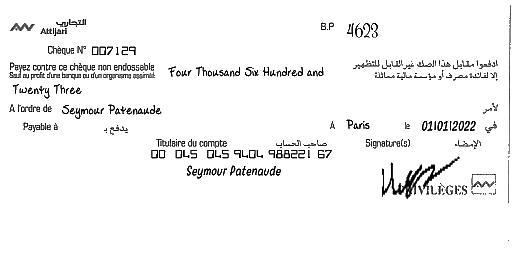 التجاري
Attijari
B.P 4623
Chèque N° 007129
Payez contre ce chèque non endossable
Sauf au profit d'une banque ou d'un organisme assimilé
Four Thousand Six Hundred and
ادفعوا مقابل هذا الصك غير القابل للتظهير
إلا لفائدة مصرف أو مؤسسة مالية مماثلة
Twenty Three
A l'ordre de Seymour Patenaude
لأمر
Payable à
يدفع بـ
A Paris le 01/01/2022 في
Titulaire du compte صاحب الحساب
Signature(s) الإمضاء
00 045 045 9404 988221 67
Seymour Patenaude